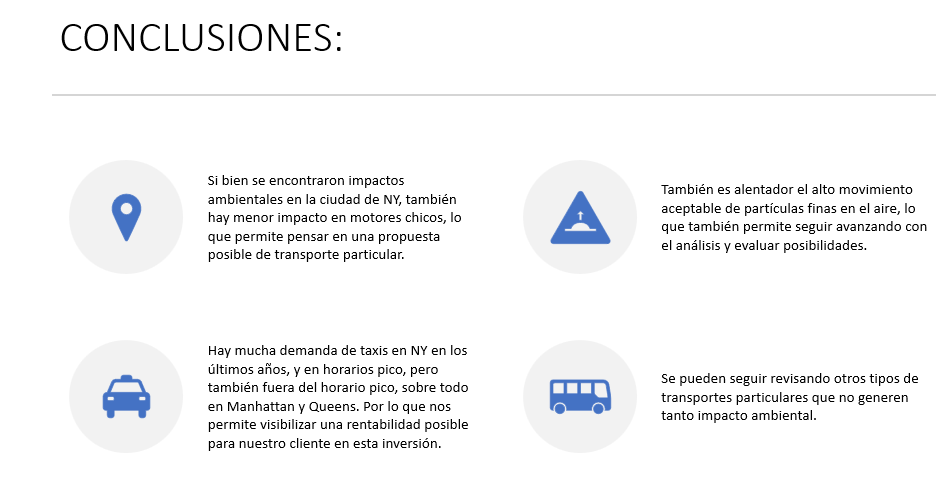 CONCLUSIONES:
Si bien se encontraron impactos
ambientales en la ciudad de NY, también
hay menor impacto en motores chicos, lo
que permite pensar en una propuesta
posible de transporte particular.
También es alentador el alto movimiento
aceptable de partículas finas en el aire, lo
que también permite seguir avanzando con
el análisis y evaluar posibilidades.
Hay mucha demanda de taxis en NY en los
últimos años, y en horarios pico, pero
también fuera del horario pico, sobre todo
en Manhattan y Queens. Por lo que nos
permite visibilizar una rentabilidad posible
para nuestro cliente en esta inversión.
Se pueden seguir revisando otros tipos de
transportes particulares que no generen
tanto impacto ambiental.